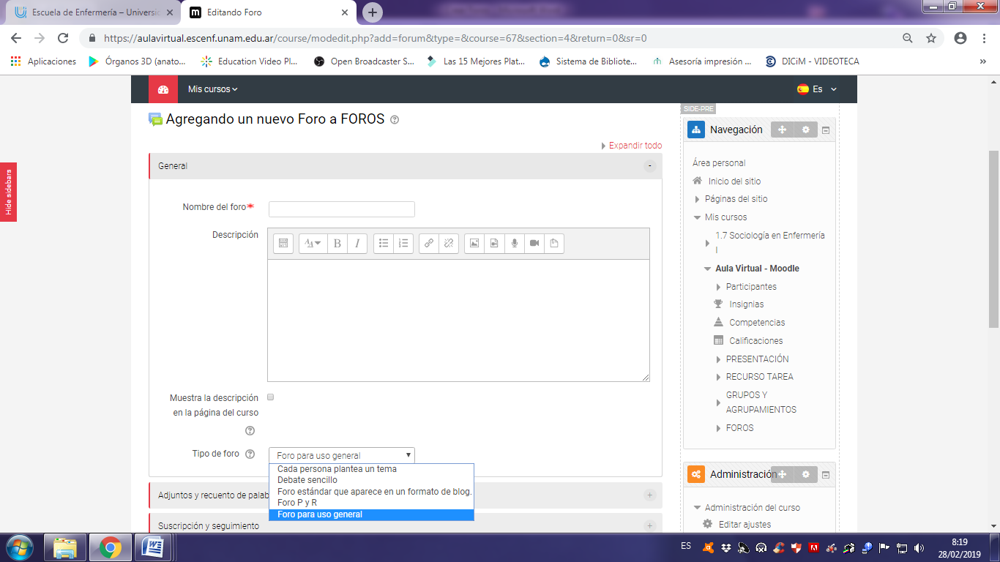 Escuela de Enfermería – Universi
Editando Foro
https://aulavirtual.escenf.unam.edu.ar/course/modedit.php?add=forum&type=&course=67&section=4&return=0&sr=0
Aplicaciones
Órganos 3D (anato...
Education Video Pl...
Open Broadcaster S...
Las 15 Mejores Plat...
Sistema de Bibliote...
Asesoría impresión ...
DICiM - VIDEOTECA
»
Mis cursos
Es
Agregando un nuevo Foro a FOROS
Expandir todo
General
Nombre del foro*
Descripción
Muestra la descripción
en la página del curso
Tipo de foro
Foro para uso general
Cada persona plantea un tema
Debate sencillo
Foro estándar que aparece en un formato de blog.
Foro P y R
Foro para uso general
Adjuntos y recuento de palab
Suscripción y seguimiento
Hide sidebars
SIDE-PRE
Navegación
Área personal
Inicio del sitio
Páginas del sitio
Mis cursos
1.7 Sociología en Enfermería
I
Aula Virtual - Moodle
Participantes
Insignias
Competencias
Calificaciones
PRESENTACIÓN
RECURSO TAREA
GRUPOS Y
AGRUPAMIENTOS
FOROS
Administración
Administración del curso
Editar ajustes
ES
8:19
28/02/2019